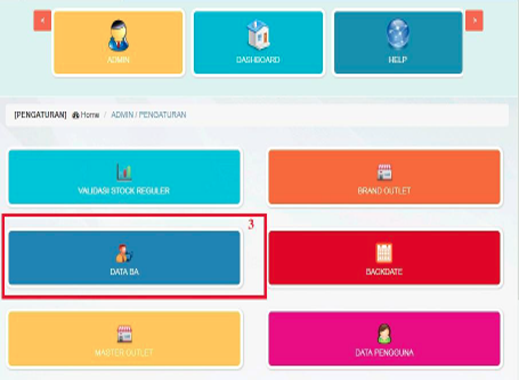 < >
ADMIN DASHBOARD HELP
[PENGATURAN] Home / ADMIN / PENGATURAN
VALIDASI STOCK REGULER BRAND OUTLET
3
DATA BA BACKDATE
MASTER OUTLET DATA PENGGUNA